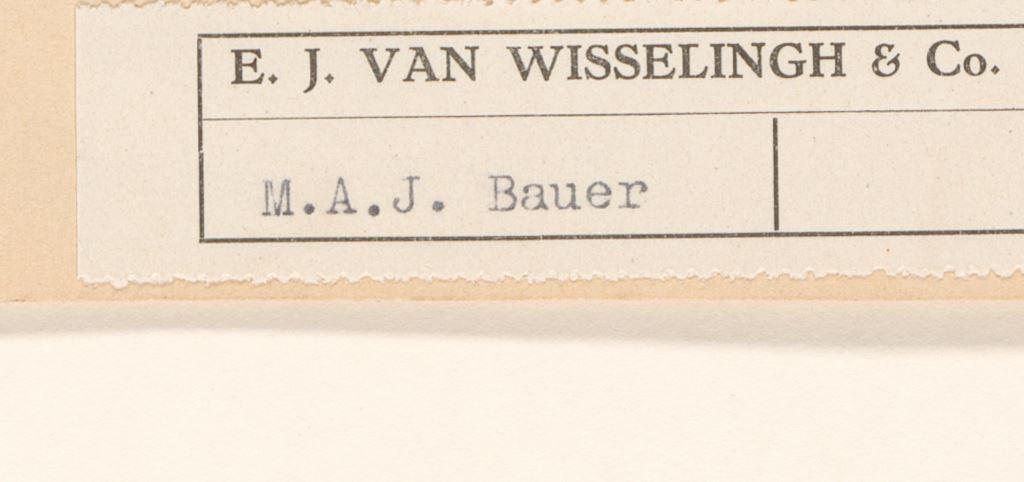 E. J. VAN WISSELINGH & Co.
M.A.J. Bauer